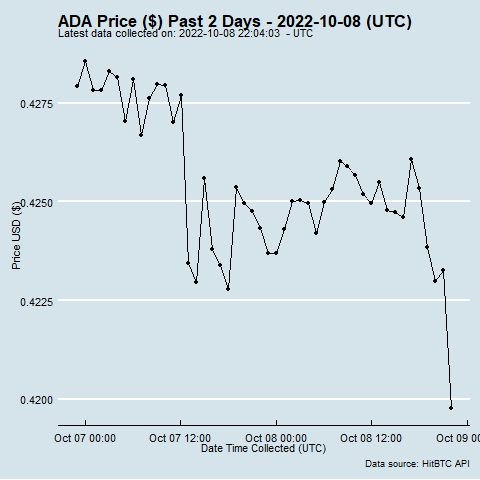 ADA Price ($) Past 2 Days - 2022-10-08 (UTC)
Latest data collected on: 2022-10-08 22:04:03 - UTC
0.4275
0.4250
0.4225
0.4200
Price USD ($)
Oct 07 00:00 Oct 07 12:00 Oct 08 00:00 Oct 08 12:00 Oct 09 00
Date Time Collected (UTC)
Data source: HitBTC API